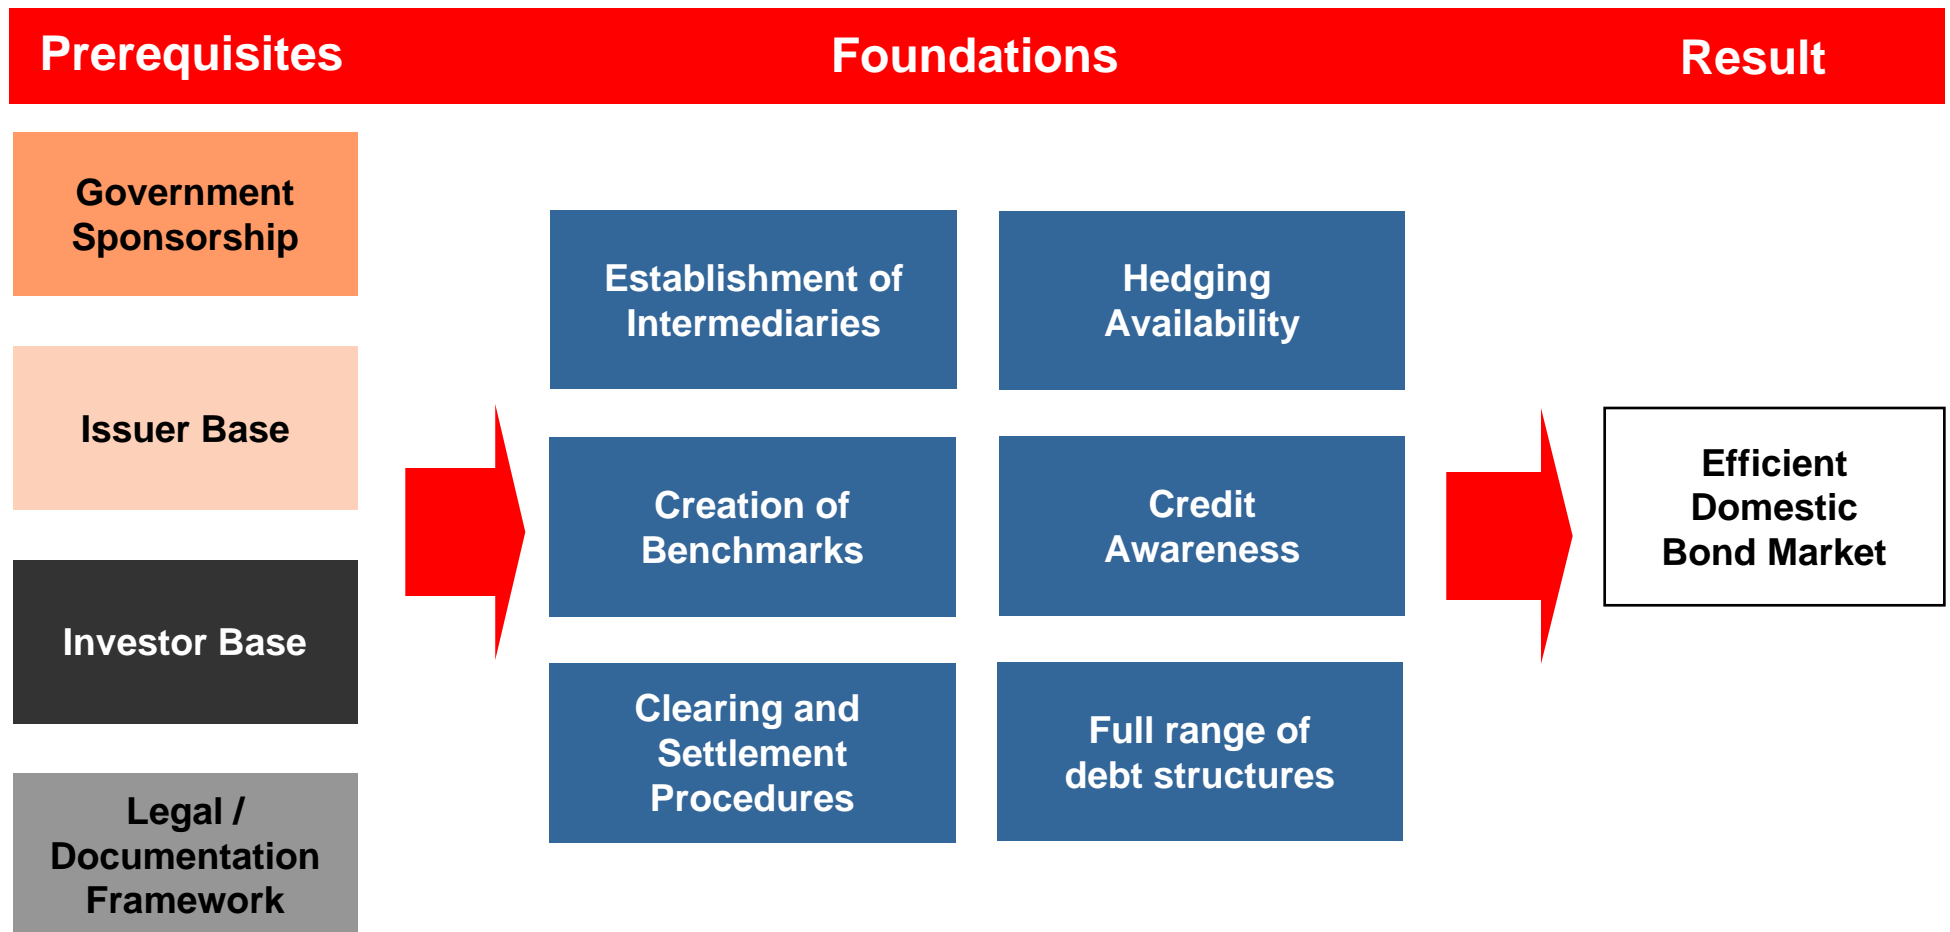 Prerequisites
Foundations
Result
Government
Sponsorship
Issuer Base
Investor Base
Legal /
Documentation
Framework
Establishment of
Intermediaries
Hedging
Availability
Creation of
Benchmarks
Credit
Awareness
Clearing and
Settlement
Procedures
Full range of
debt structures
Efficient
Domestic
Bond Market